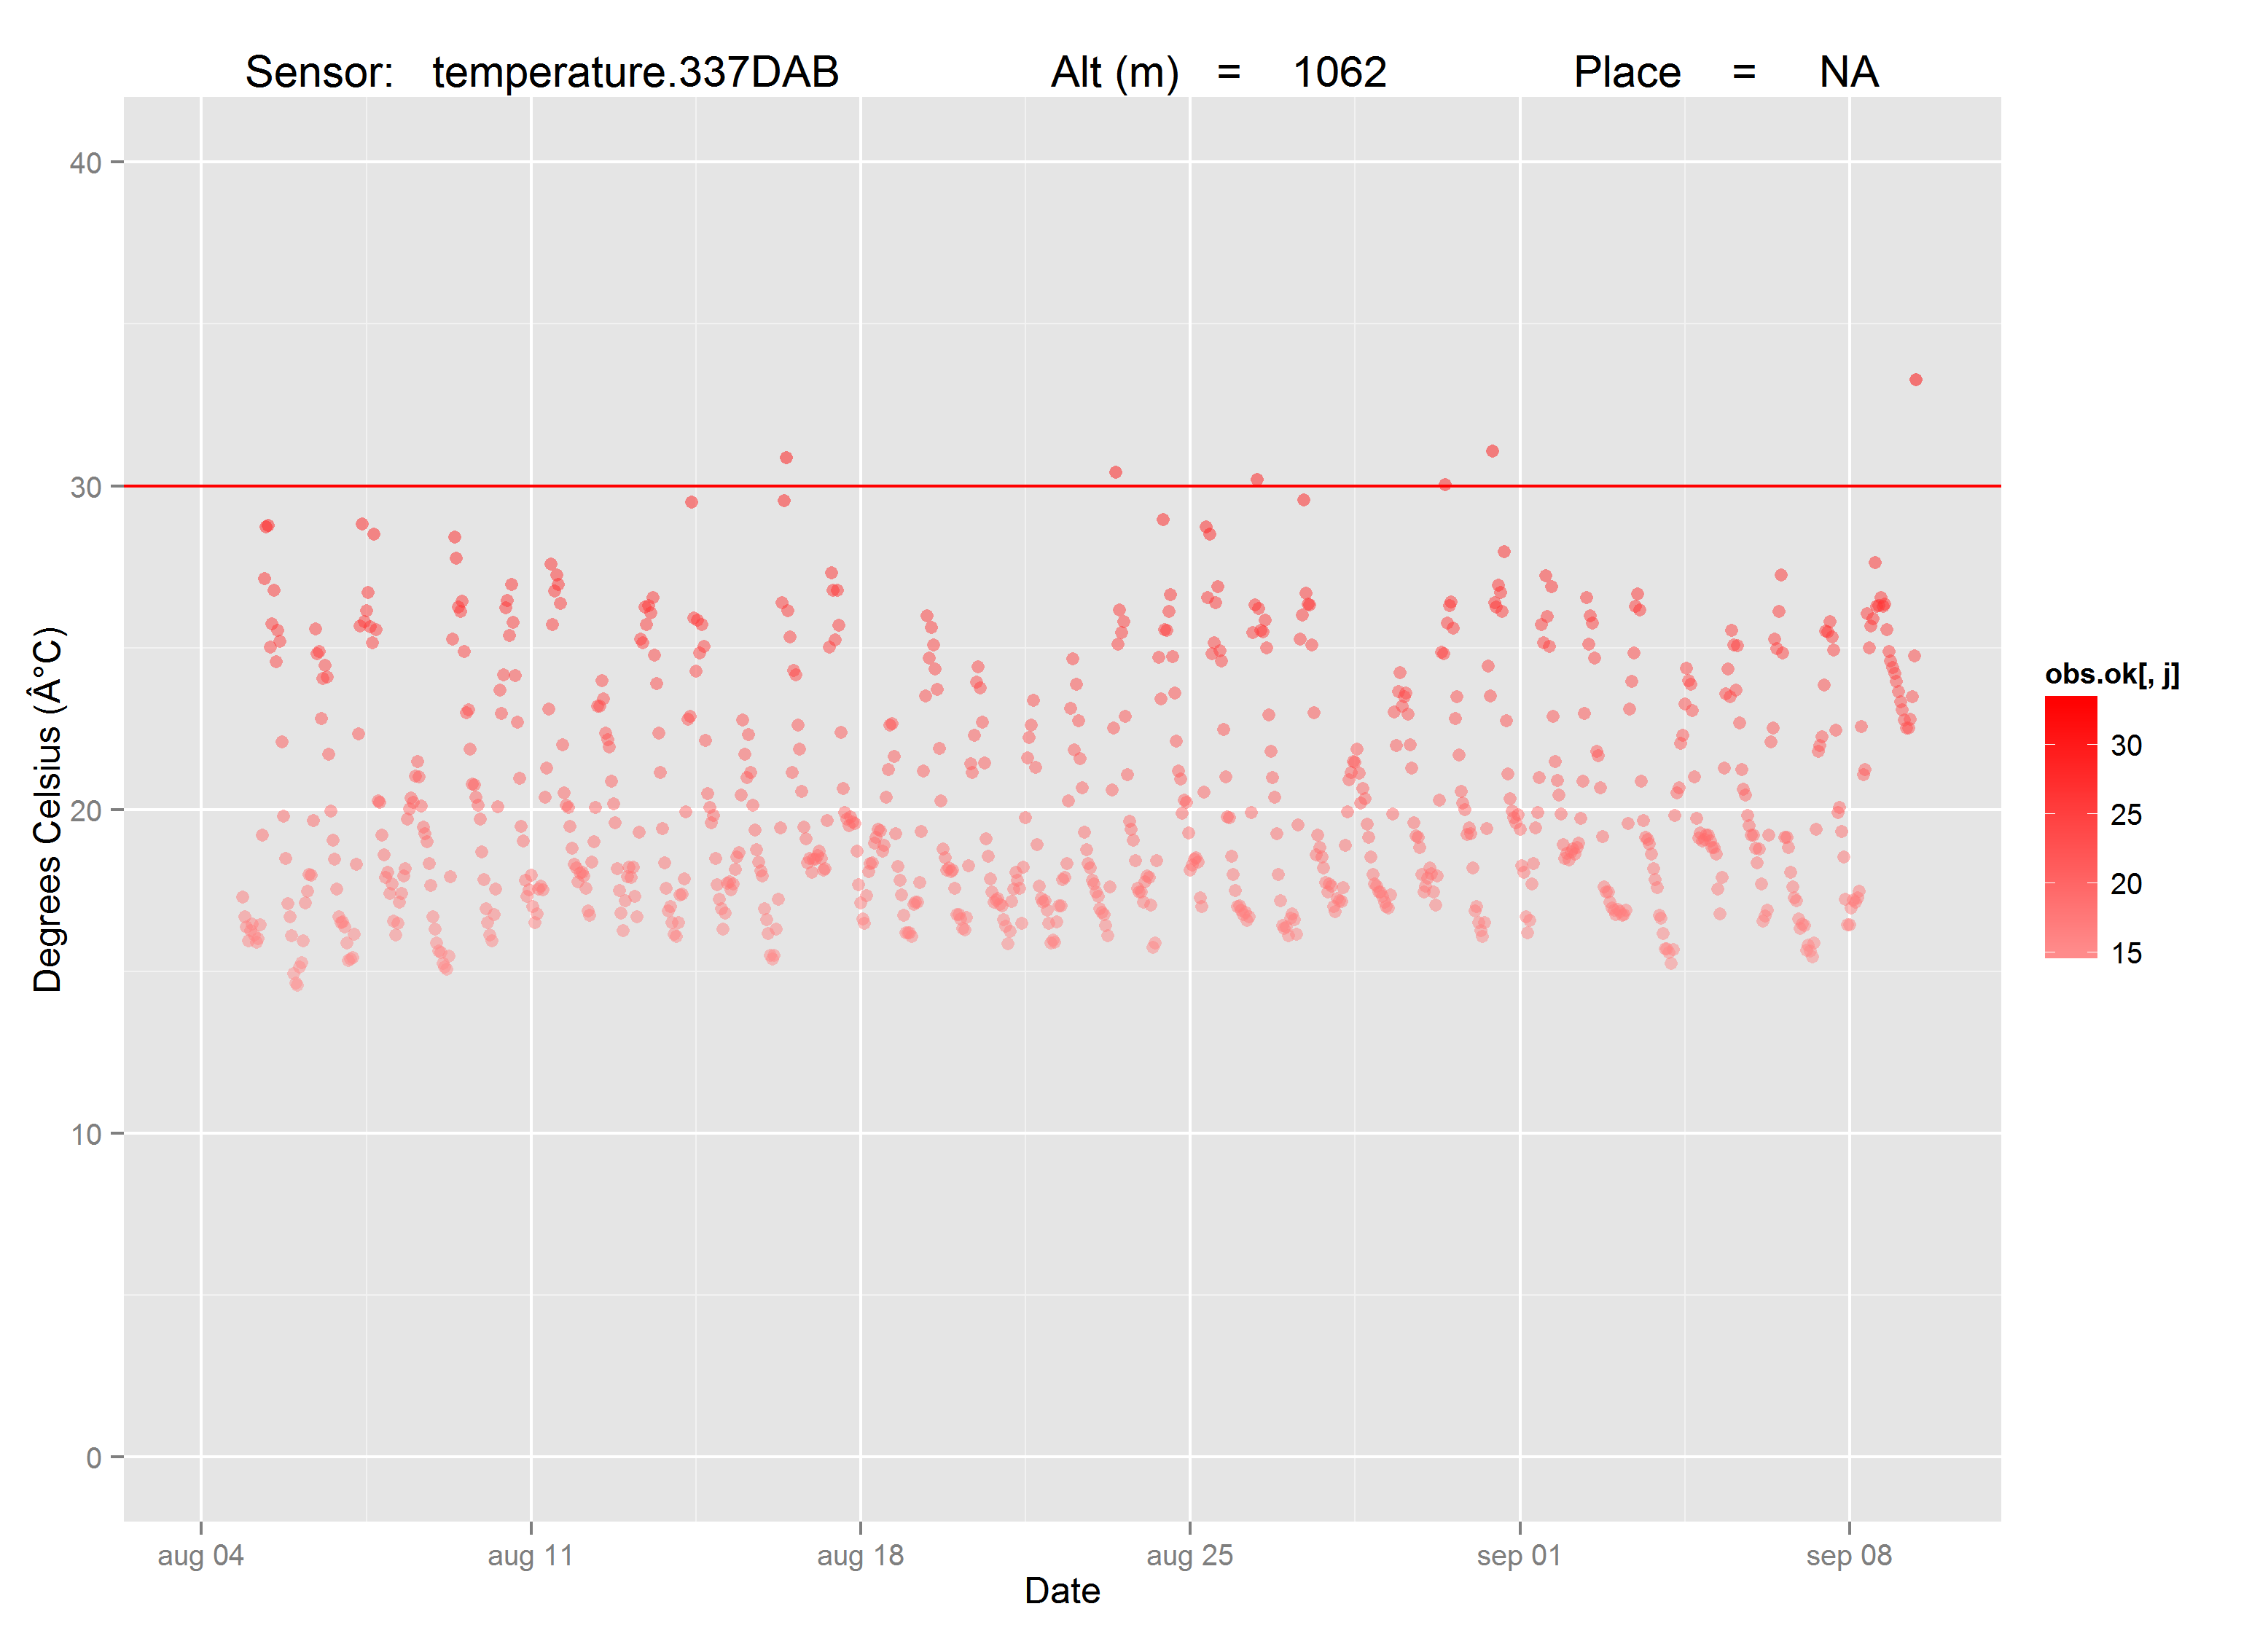 Sensor: temperature.337DAB Alt (m) = 1062 Place = NA
40
30
20
10
0
Degrees Celsius (Â°C)
aug 04 aug 11 aug 18 aug 25 sep 01 sep 08
Date
obs.ok[, j]
30
25
20
15